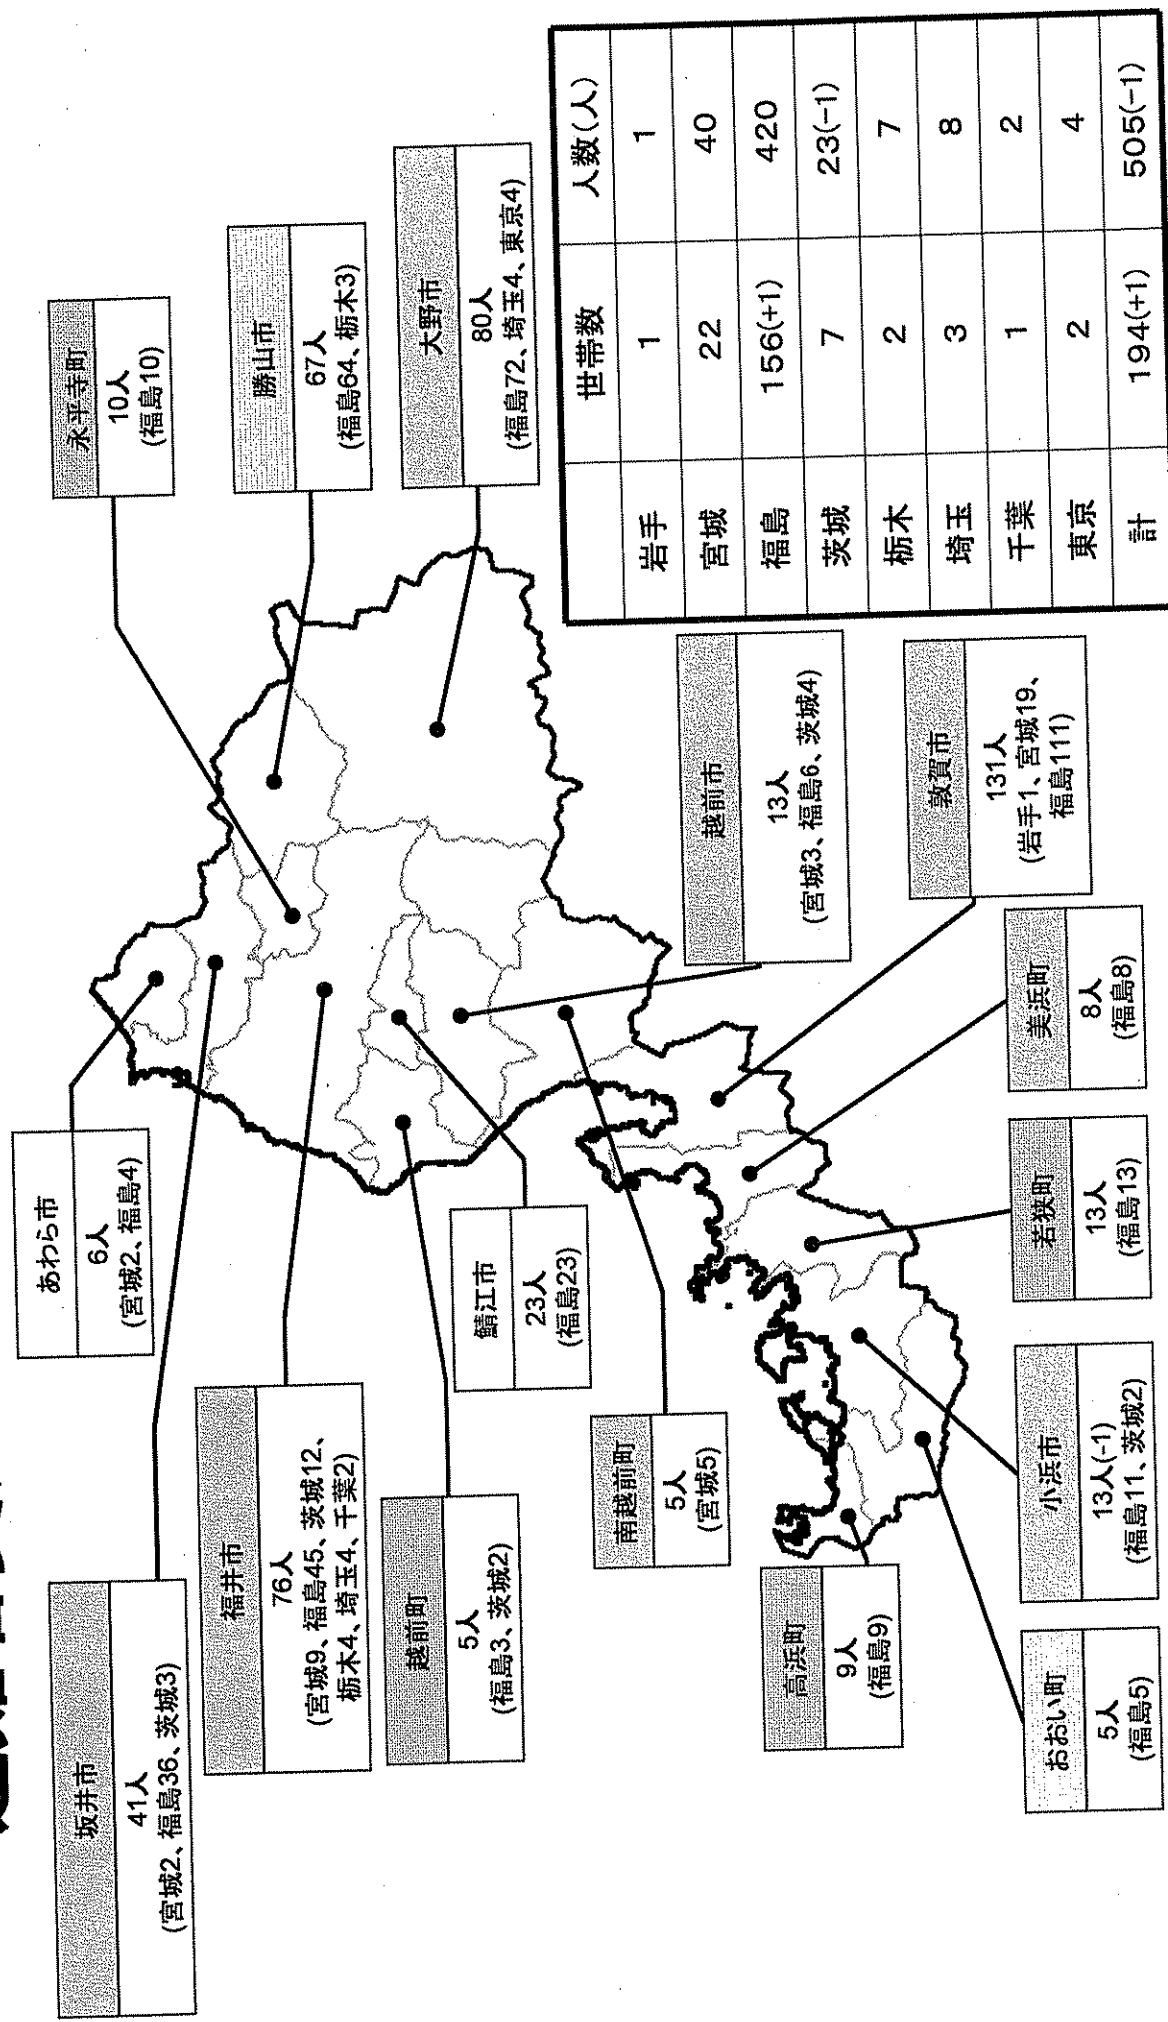 坂井市
41人
(宮城2、福島36、茨城3)
あわら市
6人
(宮城2、福島4)
永平寺町
10人
(福島10)
勝山市
67人
(福島64、栃木3)
大野市
80人
(福島72、埼玉4、東京4)
福井市
76人
(宮城9、福島45、茨城12、
栃木4、埼玉4、千葉2)
越前町
5人
(福島3、茨城2)
鯖江市
23人
(福島23)
南越前町
5人
(宮城5)
越前市
13人
(宮城3、福島6、茨城4)
敦賀市
131人
(岩手1、宮城19、
福島111)
高浜町
9人
(福島9)
おおい町
5人
(福島5)
小浜市
13人(-1)
(福島11、茨城2)
若狭町
13人
(福島13)
美浜町
8人
(福島8)
世帯数 人数(人)
岩手 1 1
宮城 22 40
福島 156(+1) 420
茨城 7 23(-1)
栃木 2 7
埼玉 3 8
千葉 1 2
東京 2 4
計 194(+1) 505(-1)